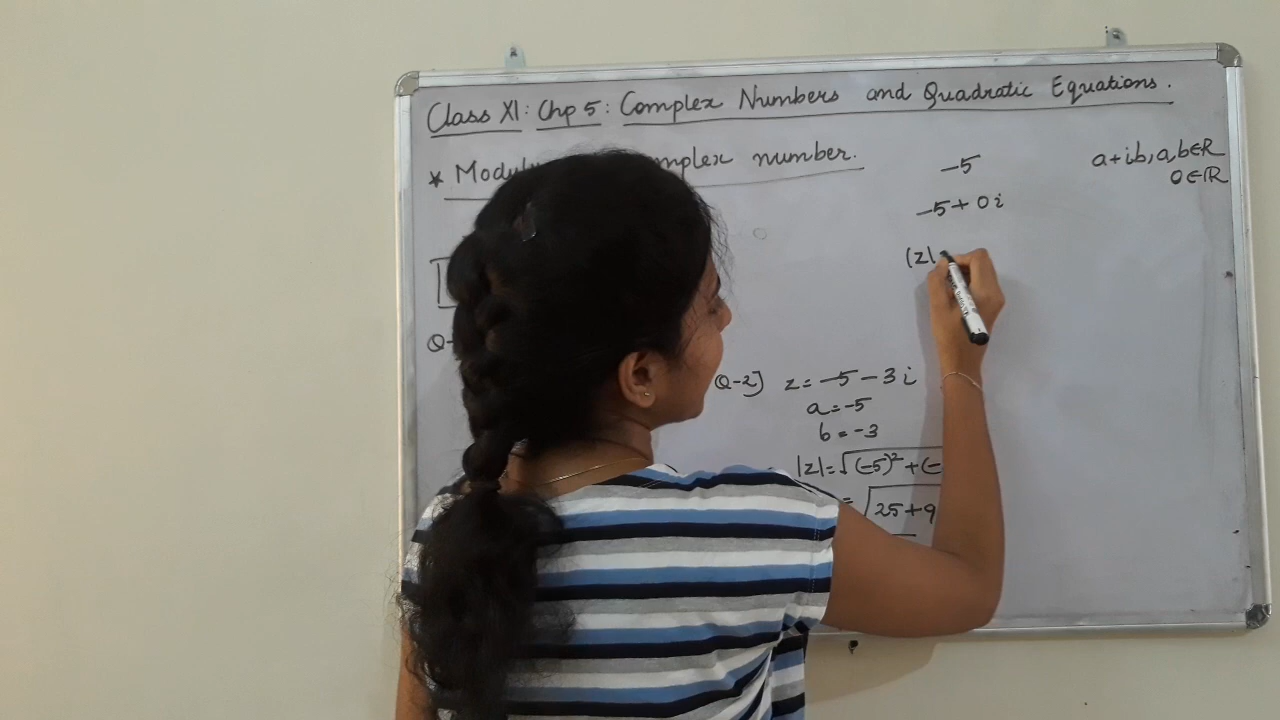 Class XI: Chp 5: Complex Numbers and Quadratic Equations.
* number.
-5
a+ib, a,b∈R
0∈R
-5+0i
|z|
Q-2] z=-5-3i
a=-5
b=-3
|z|=√(-5)²+(-
= √25+9